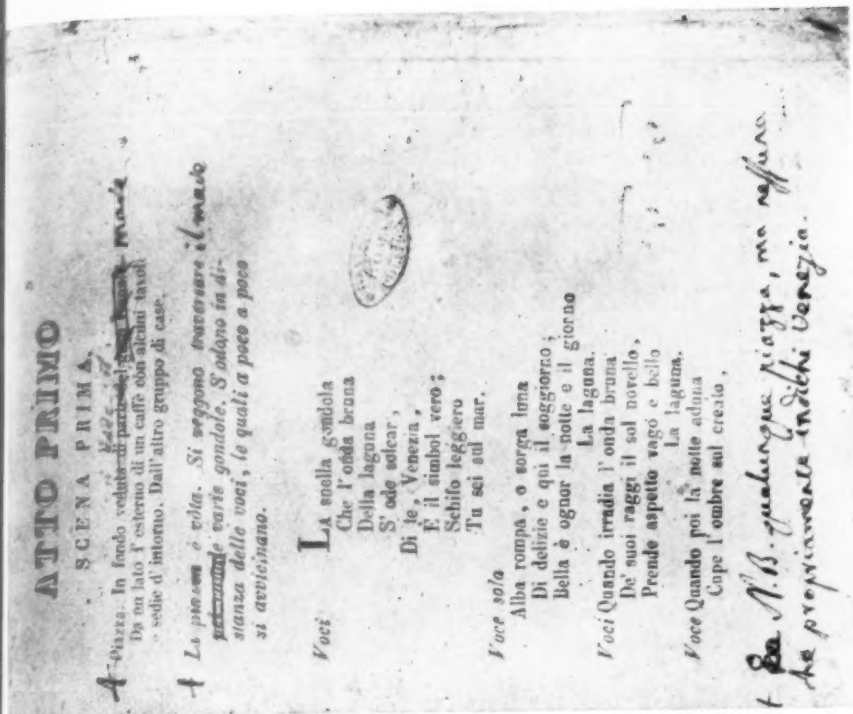 ATTO PRIMO
SCENA PRIMA.
+ Piazza. In fondo veduta di parte mare
Da un lato l'esterno di un caffè con alcuni tavoli
e sedie d'intorno. Dall'altro gruppo di case.
+ La piazza è vita. Si veggono traversare il mare
varie gondole. S'odono in di-
stanza delle voci, le quali a poco a poco
si avvicinano.
Voci LA snella gondola
Che l'onda bruna
Della laguna
S'ode solcar,
Di te, Venezia,
È il simbol vero;
Schifo leggiero
Tu sei sul mar.
Voce sola
Alba rompa, o sorga luna
Di delizie e qui il soggiorno;
Bella è ognor la notte e il giorno
La laguna.
Voci Quando irradia l'onda bruna
De' suoi raggi il sol novello,
Prende aspetto vago e bello
La laguna.
Voce Quando poi la notte aduna
Cupe l'ombre sul creato,
+ N.B. qualunque piazza, ma nessuna
che propriamente indichi Venezia.